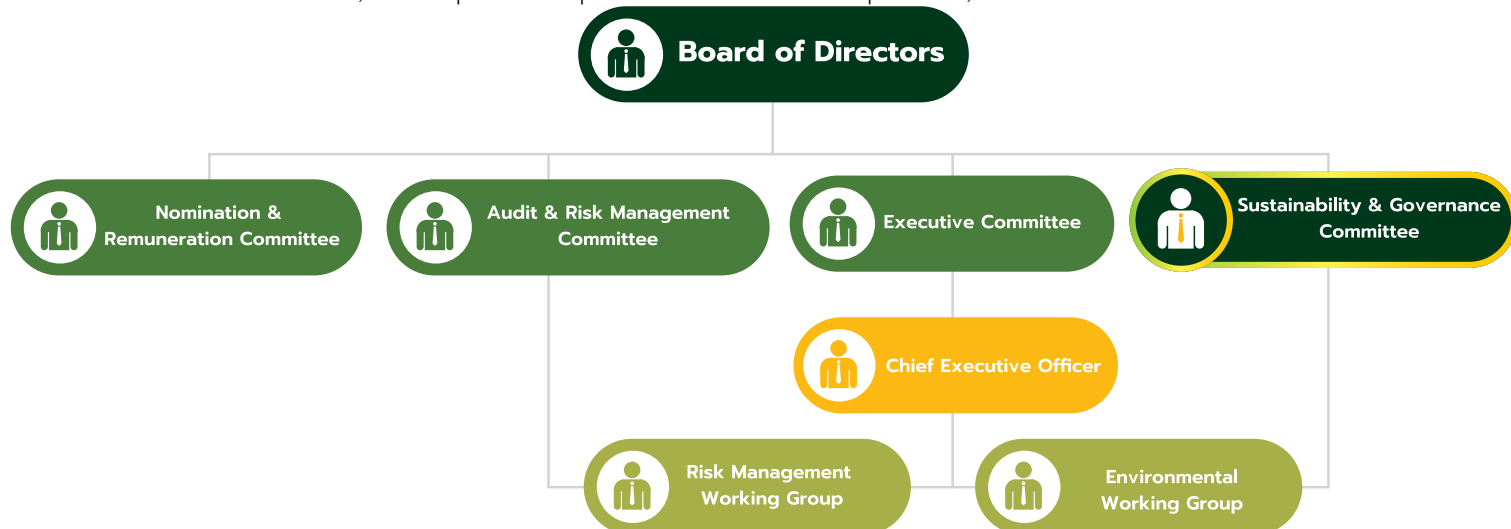 Board of Directors
Nomination &
Remuneration Committee
Audit & Risk Management
Committee
Executive Committee
Sustainability & Governance
Committee
Chief Executive Officer
Risk Management
Working Group
Environmental
Working Group